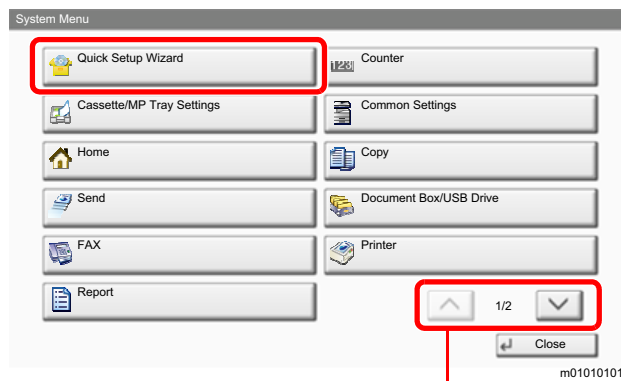 System Menu
Quick Setup Wizard
123
Counter
Cassette/MP Tray Settings
Common Settings
Home
Copy
Send
Document Box/USB Drive
FAX
Printer
Report
1/2
Close
m01010101